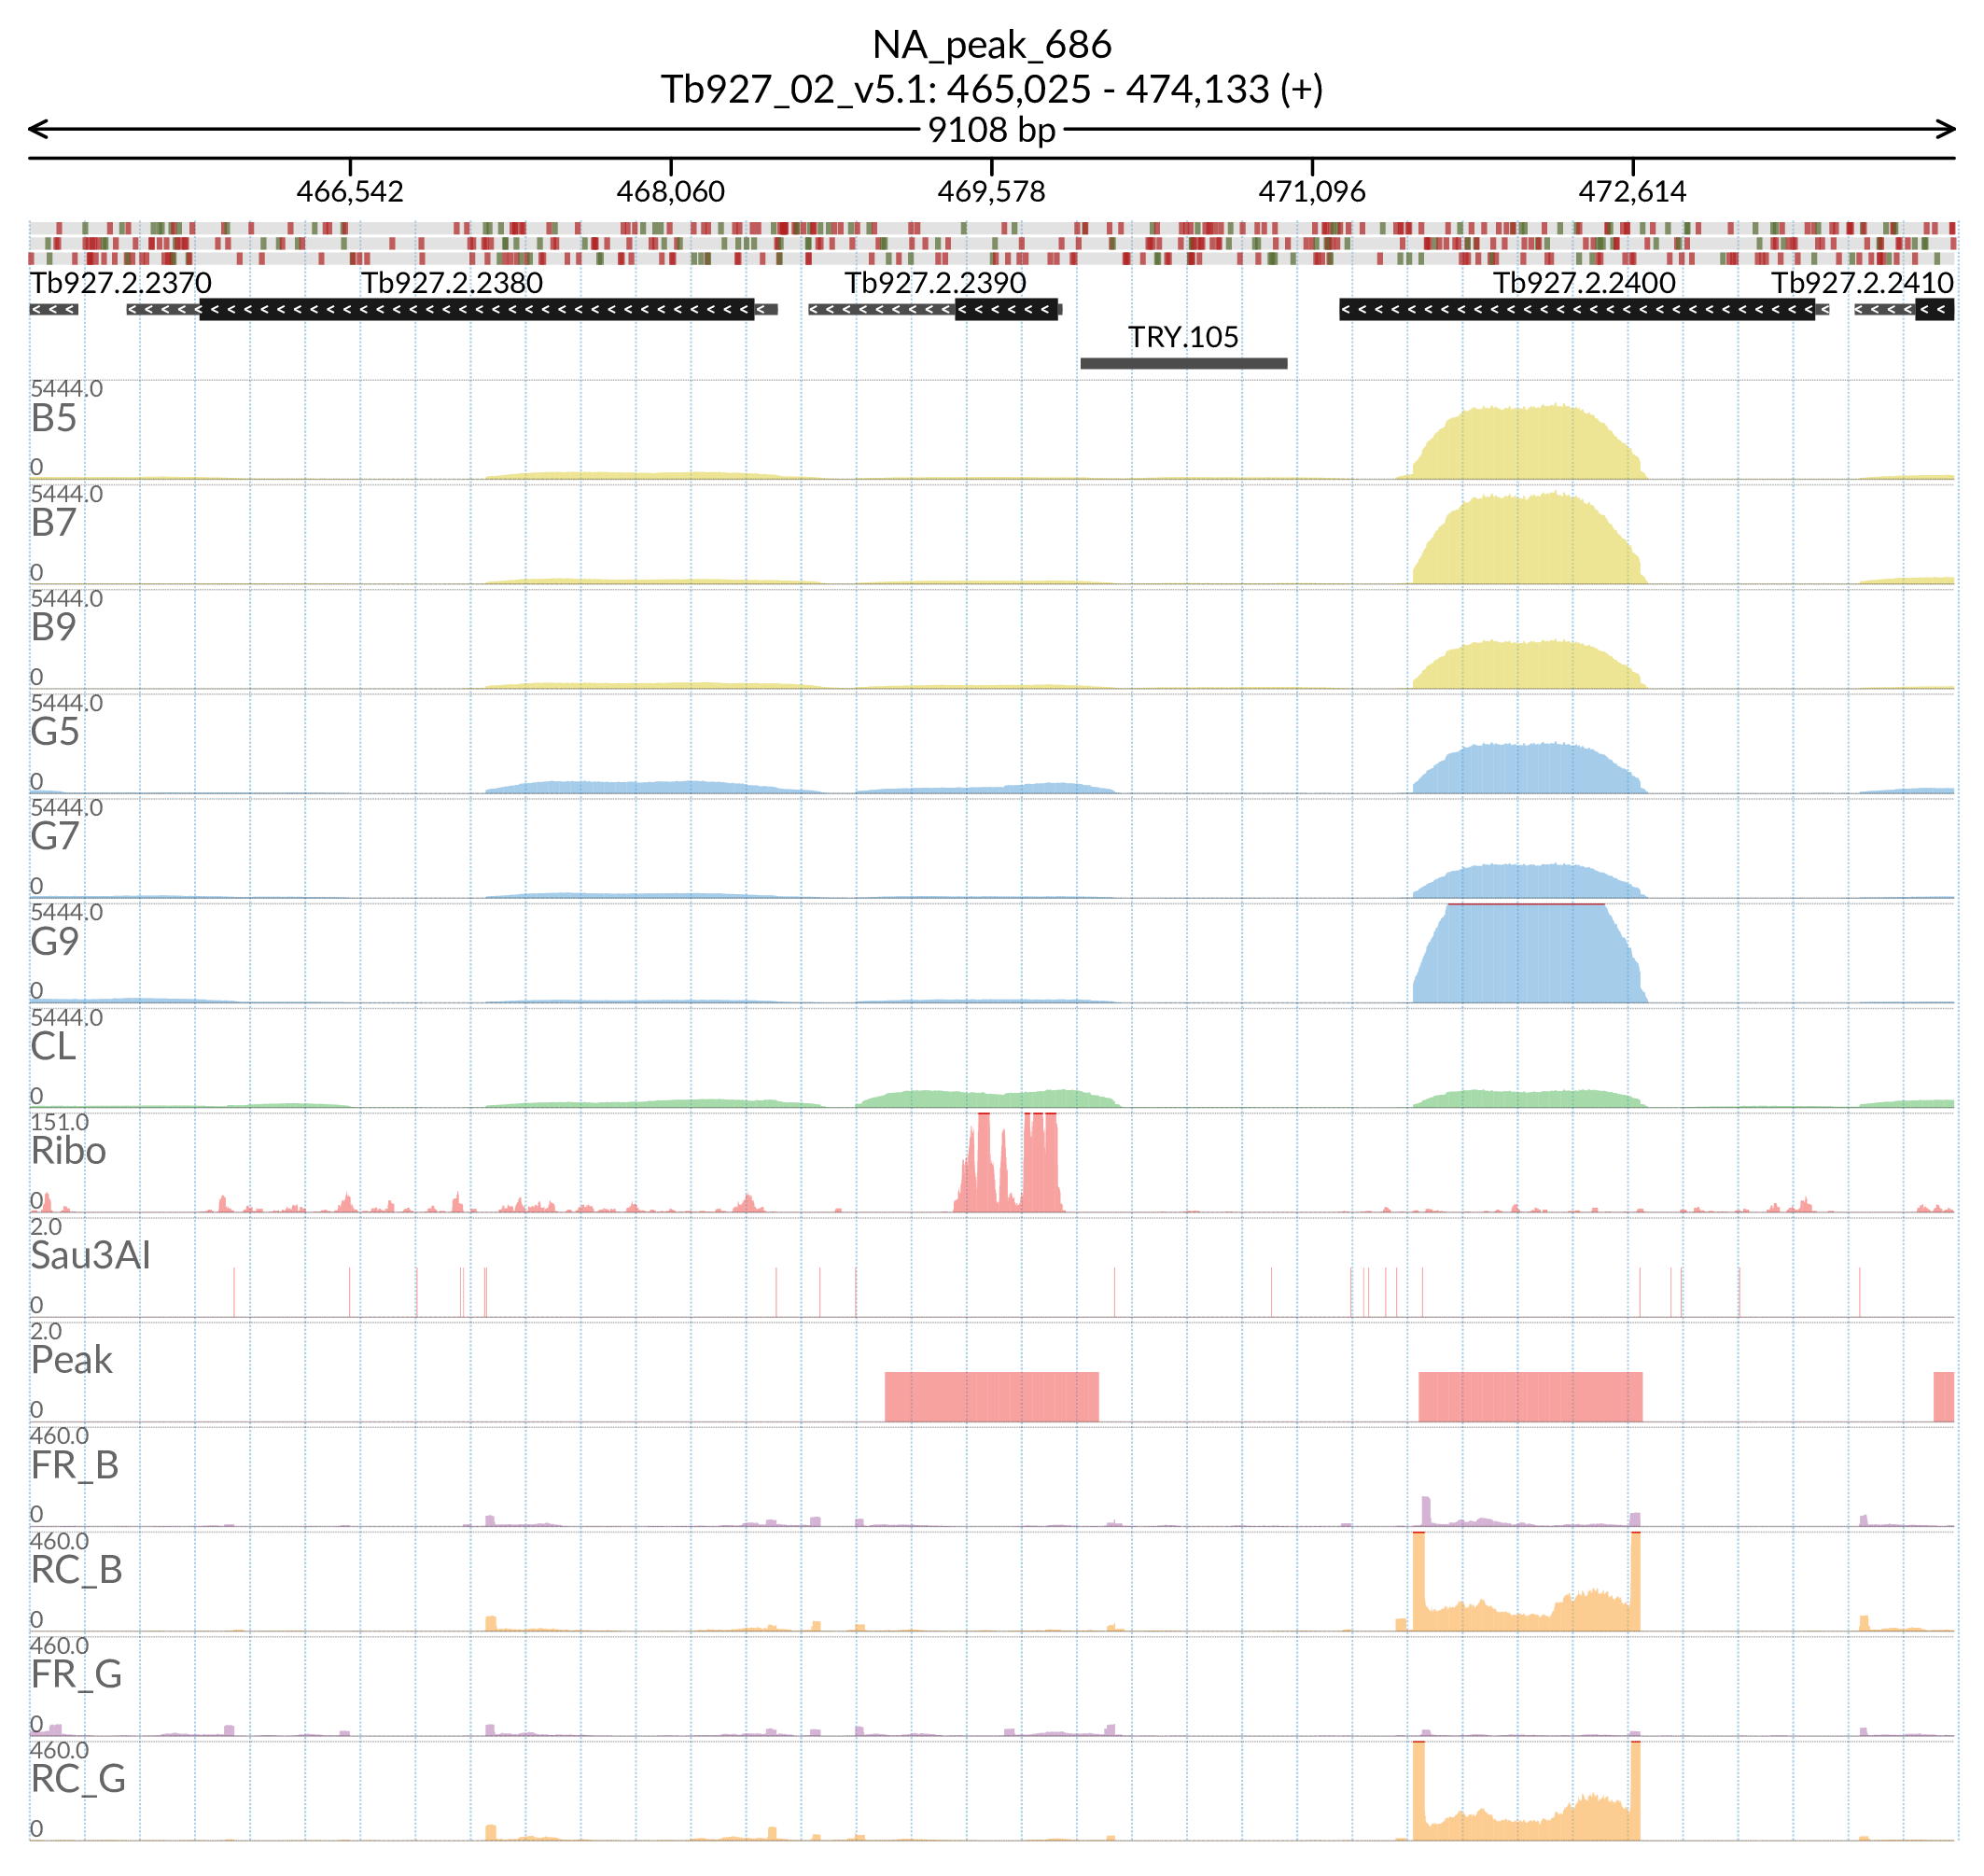 NA_peak_686
Tb927_02_v5.1: 465,025 - 474,133 (+)
9108 bp
466,542 468,060 469,578 471,096 472,614
Tb927.2.2370 Tb927.2.2380 Tb927.2.2390 Tb927.2.2400 Tb927.2.2410
TRY.105
5444.0
B5
0
5444.0
B7
0
5444.0
B9
0
5444.0
G5
0
5444.0
G7
0
5444.0
G9
0
5444.0
CL
0
151.0
Ribo
0
2.0
Sau3AI
0
2.0
Peak
0
460.0
FR_B
0
460.0
RC_B
0
460.0
FR_G
0
460.0
RC_G
0